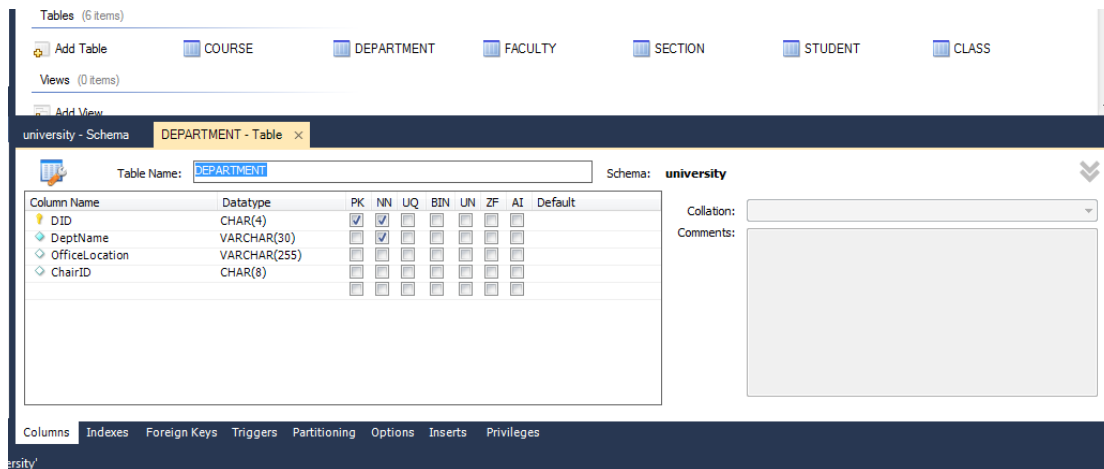 Tables (6 items)
Add Table COURSE DEPARTMENT FACULTY SECTION STUDENT CLASS
Views (0 items)
Add View
university - Schema DEPARTMENT - Table ×
Table Name: DEPARTMENT Schema: university
Column Name Datatype PK NN UQ BIN UN ZF AI Default
DID CHAR(4)
DeptName VARCHAR(30)
OfficeLocation VARCHAR(255)
ChairID CHAR(8)
Collation:
Comments:
Columns Indexes Foreign Keys Triggers Partitioning Options Inserts Privileges
ersity'